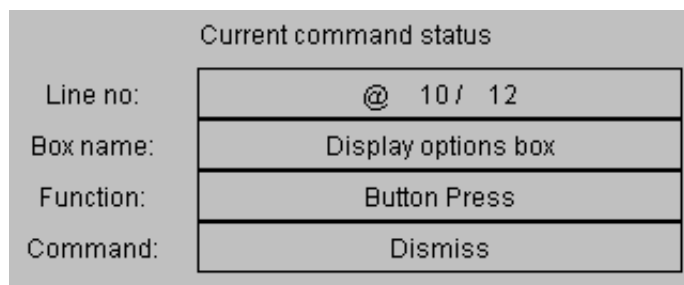 Current command status
Line no: @ 10 / 12
Box name: Display options box
Function: Button Press
Command: Dismiss